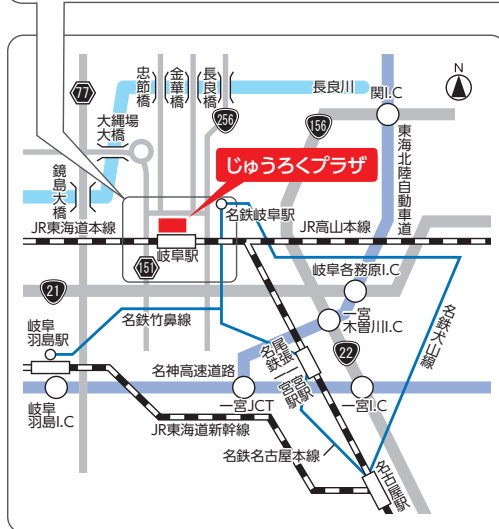 忠節橋
金華橋
長良橋
長良川
N
77
256
156
関I.C
大縄場
大橋
東海北陸自動車道
じゅうろくプラザ
鏡島大橋
名鉄岐阜駅
JR東海道本線
JR高山本線
岐阜駅
151
岐阜各務原I.C
21
名鉄竹鼻線
一宮
木曽川I.C
名鉄犬山線
岐阜
羽島駅
22
名鉄一宮駅
尾張一宮駅
名神高速道路
岐阜
羽島I.C
一宮JCT
一宮I.C
JR東海道新幹線
名鉄名古屋本線
名古屋駅